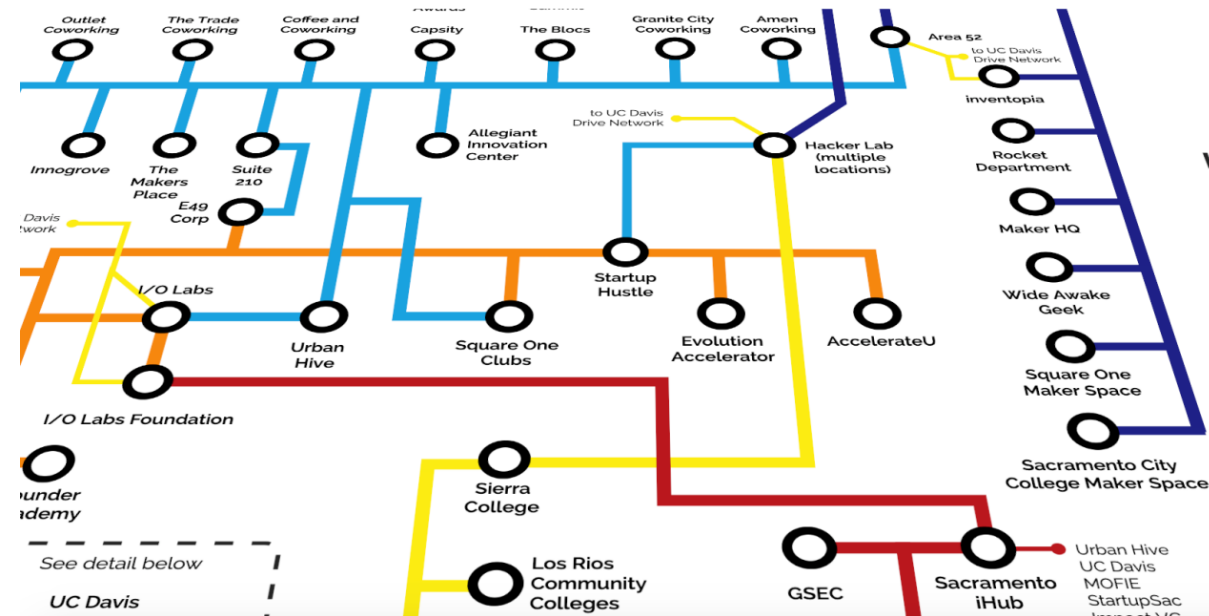 Outlet
Coworking
The Trade
Coworking
Coffee and
Coworking
Capsity
The Blocs
Granite City
Coworking
Amen
Coworking
Area 52
to UC Davis
Drive Network
inventopia
Innogrove
The
Makers
Place
Suite
210
Allegiant
Innovation
Center
to UC Davis
Drive Network
Hacker Lab
(multiple
locations)
Rocket
Department
E49
Corp
Davis
Maker HQ
I/O Labs
Startup
Hustle
Wide Awake
Geek
Urban
Hive
Square One
Clubs
Evolution
Accelerator
AccelerateU
Square One
Maker Space
I/O Labs Foundation
Sacramento City
College Maker Space
Sierra
College
See detail below
UC Davis
Los Rios
Community
Colleges
GSEC
Sacramento
iHub
Urban Hive
UC Davis
MOFIE
StartupSac